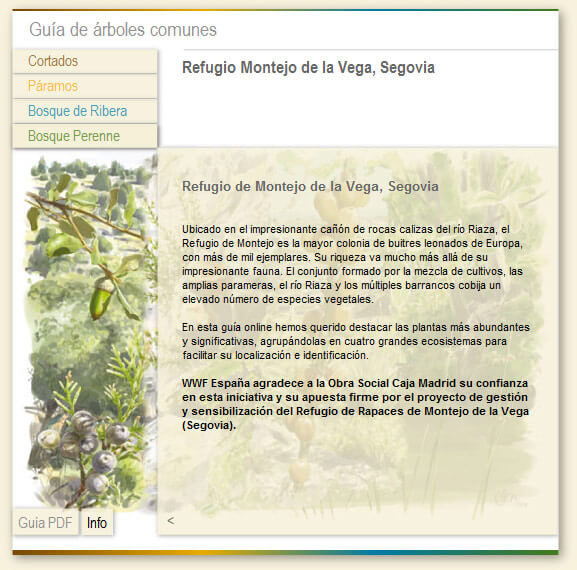 Guía de árboles comunes
Cortados
Páramos
Bosque de Ribera
Bosque Perenne
Refugio Montejo de la Vega, Segovia
Refugio de Montejo de la Vega, Segovia
Ubicado en el impresionante cañón de rocas calizas del río Riaza, el
Refugio de Montejo es la mayor colonia de buitres leonados de Europa,
con más de mil ejemplares. Su riqueza va mucho más allá de su
impresionante fauna. El conjunto formado por la mezcla de cultivos, las
amplias parameras, el río Riaza y los múltiples barrancos cobija un
elevado número de especies vegetales.
En esta guía online hemos querido destacar las plantas más abundantes
y significativas, agrupándolas en cuatro grandes ecosistemas para
facilitar su localización e identificación.
WWF España agradece a la Obra Social Caja Madrid su confianza
en esta iniciativa y su apuesta firme por el proyecto de gestión
y sensibilización del Refugio de Rapaces de Montejo de la Vega
(Segovia).
Guía PDF
Info
<